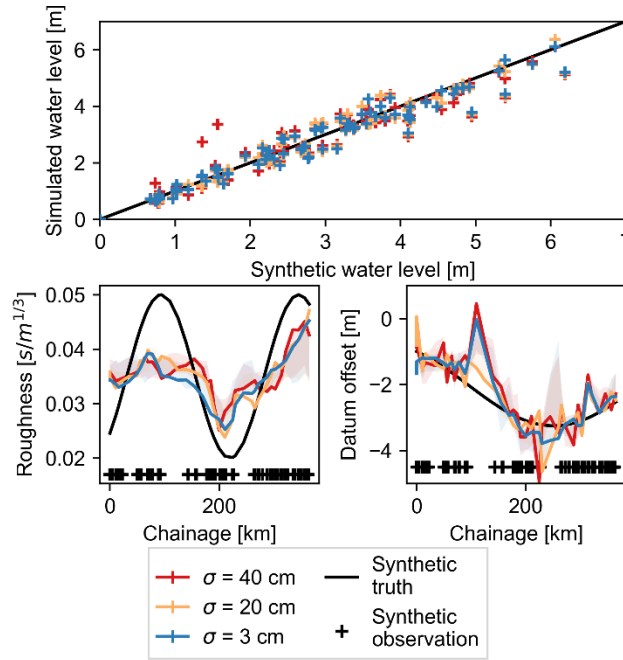 Simulated water level [m]
6
4
2
0
0 1 2 3 4 5 6 7
Synthetic water level [m]
Roughness [s/m^{1/3}]
0.05
0.04
0.03
0.02
0 200
Chainage [km]
Datum offset [m]
0
−2
−4
0 200
Chainage [km]
σ = 40 cm
σ = 20 cm
σ = 3 cm
Synthetic
truth
Synthetic
observation